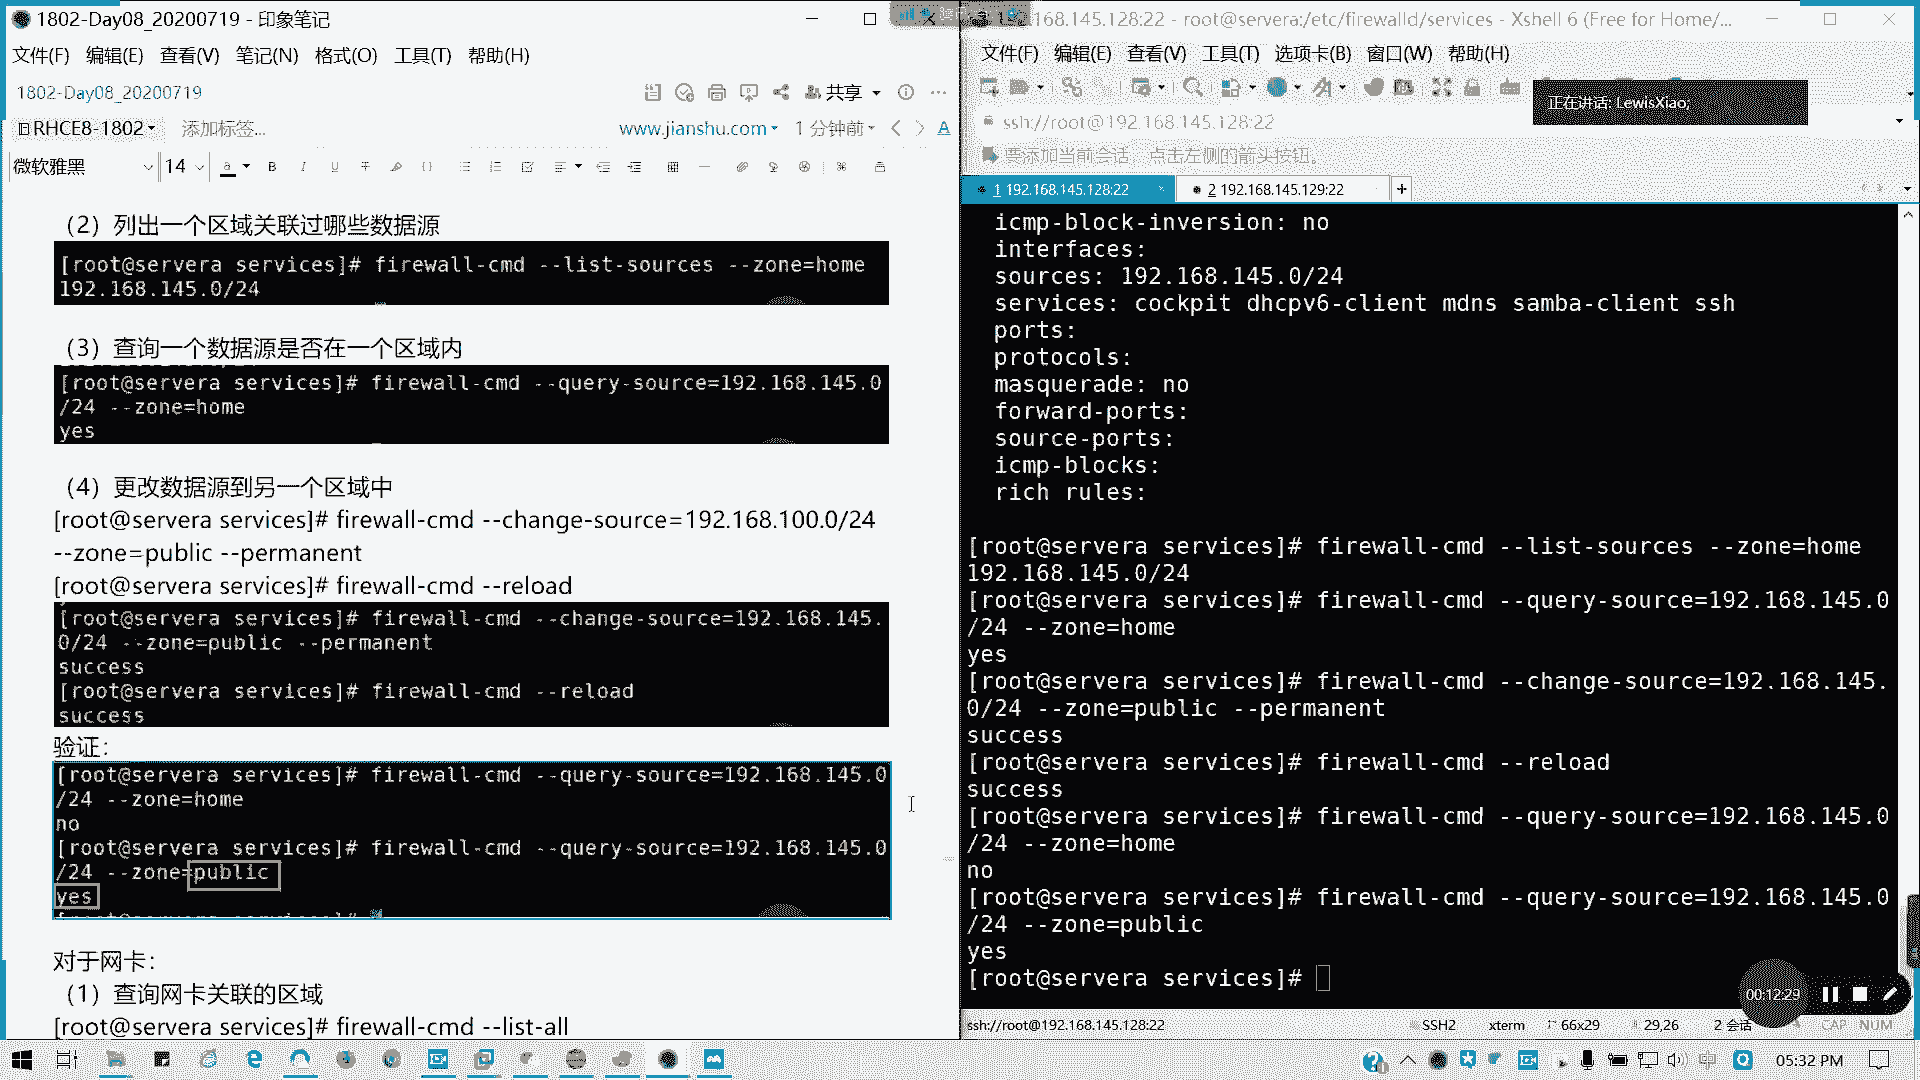 1802-Day08_20200719 - 印象笔记
文件(F) 编辑(E) 查看(V) 笔记(N) 格式(O) 工具(T) 帮助(H)
1802-Day08_20200719
共享
RHCE8-1802
添加标签...
www.jianshu.com
1 分钟前
微软雅黑
14
（2）列出一个区域关联过哪些数据源
[root@servera services]# firewall-cmd --list-sources --zone=home
192.168.145.0/24
（3）查询一个数据源是否在一个区域内
[root@servera services]# firewall-cmd --query-source=192.168.145.0
/24 --zone=home
yes
（4）更改数据源到另一个区域中
[root@servera services]# firewall-cmd --change-source=192.168.100.0/24
--zone=public --permanent
[root@servera services]# firewall-cmd --reload
[root@servera services]# firewall-cmd --change-source=192.168.145.
0/24 --zone=public --permanent
success
[root@servera services]# firewall-cmd --reload
success
验证：
[root@servera services]# firewall-cmd --query-source=192.168.145.0
/24 --zone=home
no
[root@servera services]# firewall-cmd --query-source=192.168.145.0
/24 --zone=public
yes
对于网卡：
（1）查询网卡关联的区域
[root@servera services]# firewall-cmd --list-all
168.145.128:22 - root@servera:/etc/firewalld/services - Xshell 6 (Free for Home/...
文件(F) 编辑(E) 查看(V) 工具(T) 选项卡(B) 窗口(W) 帮助(H)
正在讲话: LewisXiao;
ssh://root@192.168.145.128:22
要添加当前会话，点击左侧的箭头按钮。
1 192.168.145.128:22
2 192.168.145.129:22
icmp-block-inversion: no
interfaces:
sources: 192.168.145.0/24
services: cockpit dhcpv6-client mdns samba-client ssh
ports:
protocols:
masquerade: no
forward-ports:
source-ports:
icmp-blocks:
rich rules:
[root@servera services]# firewall-cmd --list-sources --zone=home
192.168.145.0/24
[root@servera services]# firewall-cmd --query-source=192.168.145.0
/24 --zone=home
yes
[root@servera services]# firewall-cmd --change-source=192.168.145.
0/24 --zone=public --permanent
success
[root@servera services]# firewall-cmd --reload
success
[root@servera services]# firewall-cmd --query-source=192.168.145.0
/24 --zone=home
no
[root@servera services]# firewall-cmd --query-source=192.168.145.0
/24 --zone=public
yes
[root@servera services]#
00:12:29
ssh://root@192.168.145.128:22
SSH2
xterm
66x29
29,26
2 会话
CAP NUM
中
05:32 PM